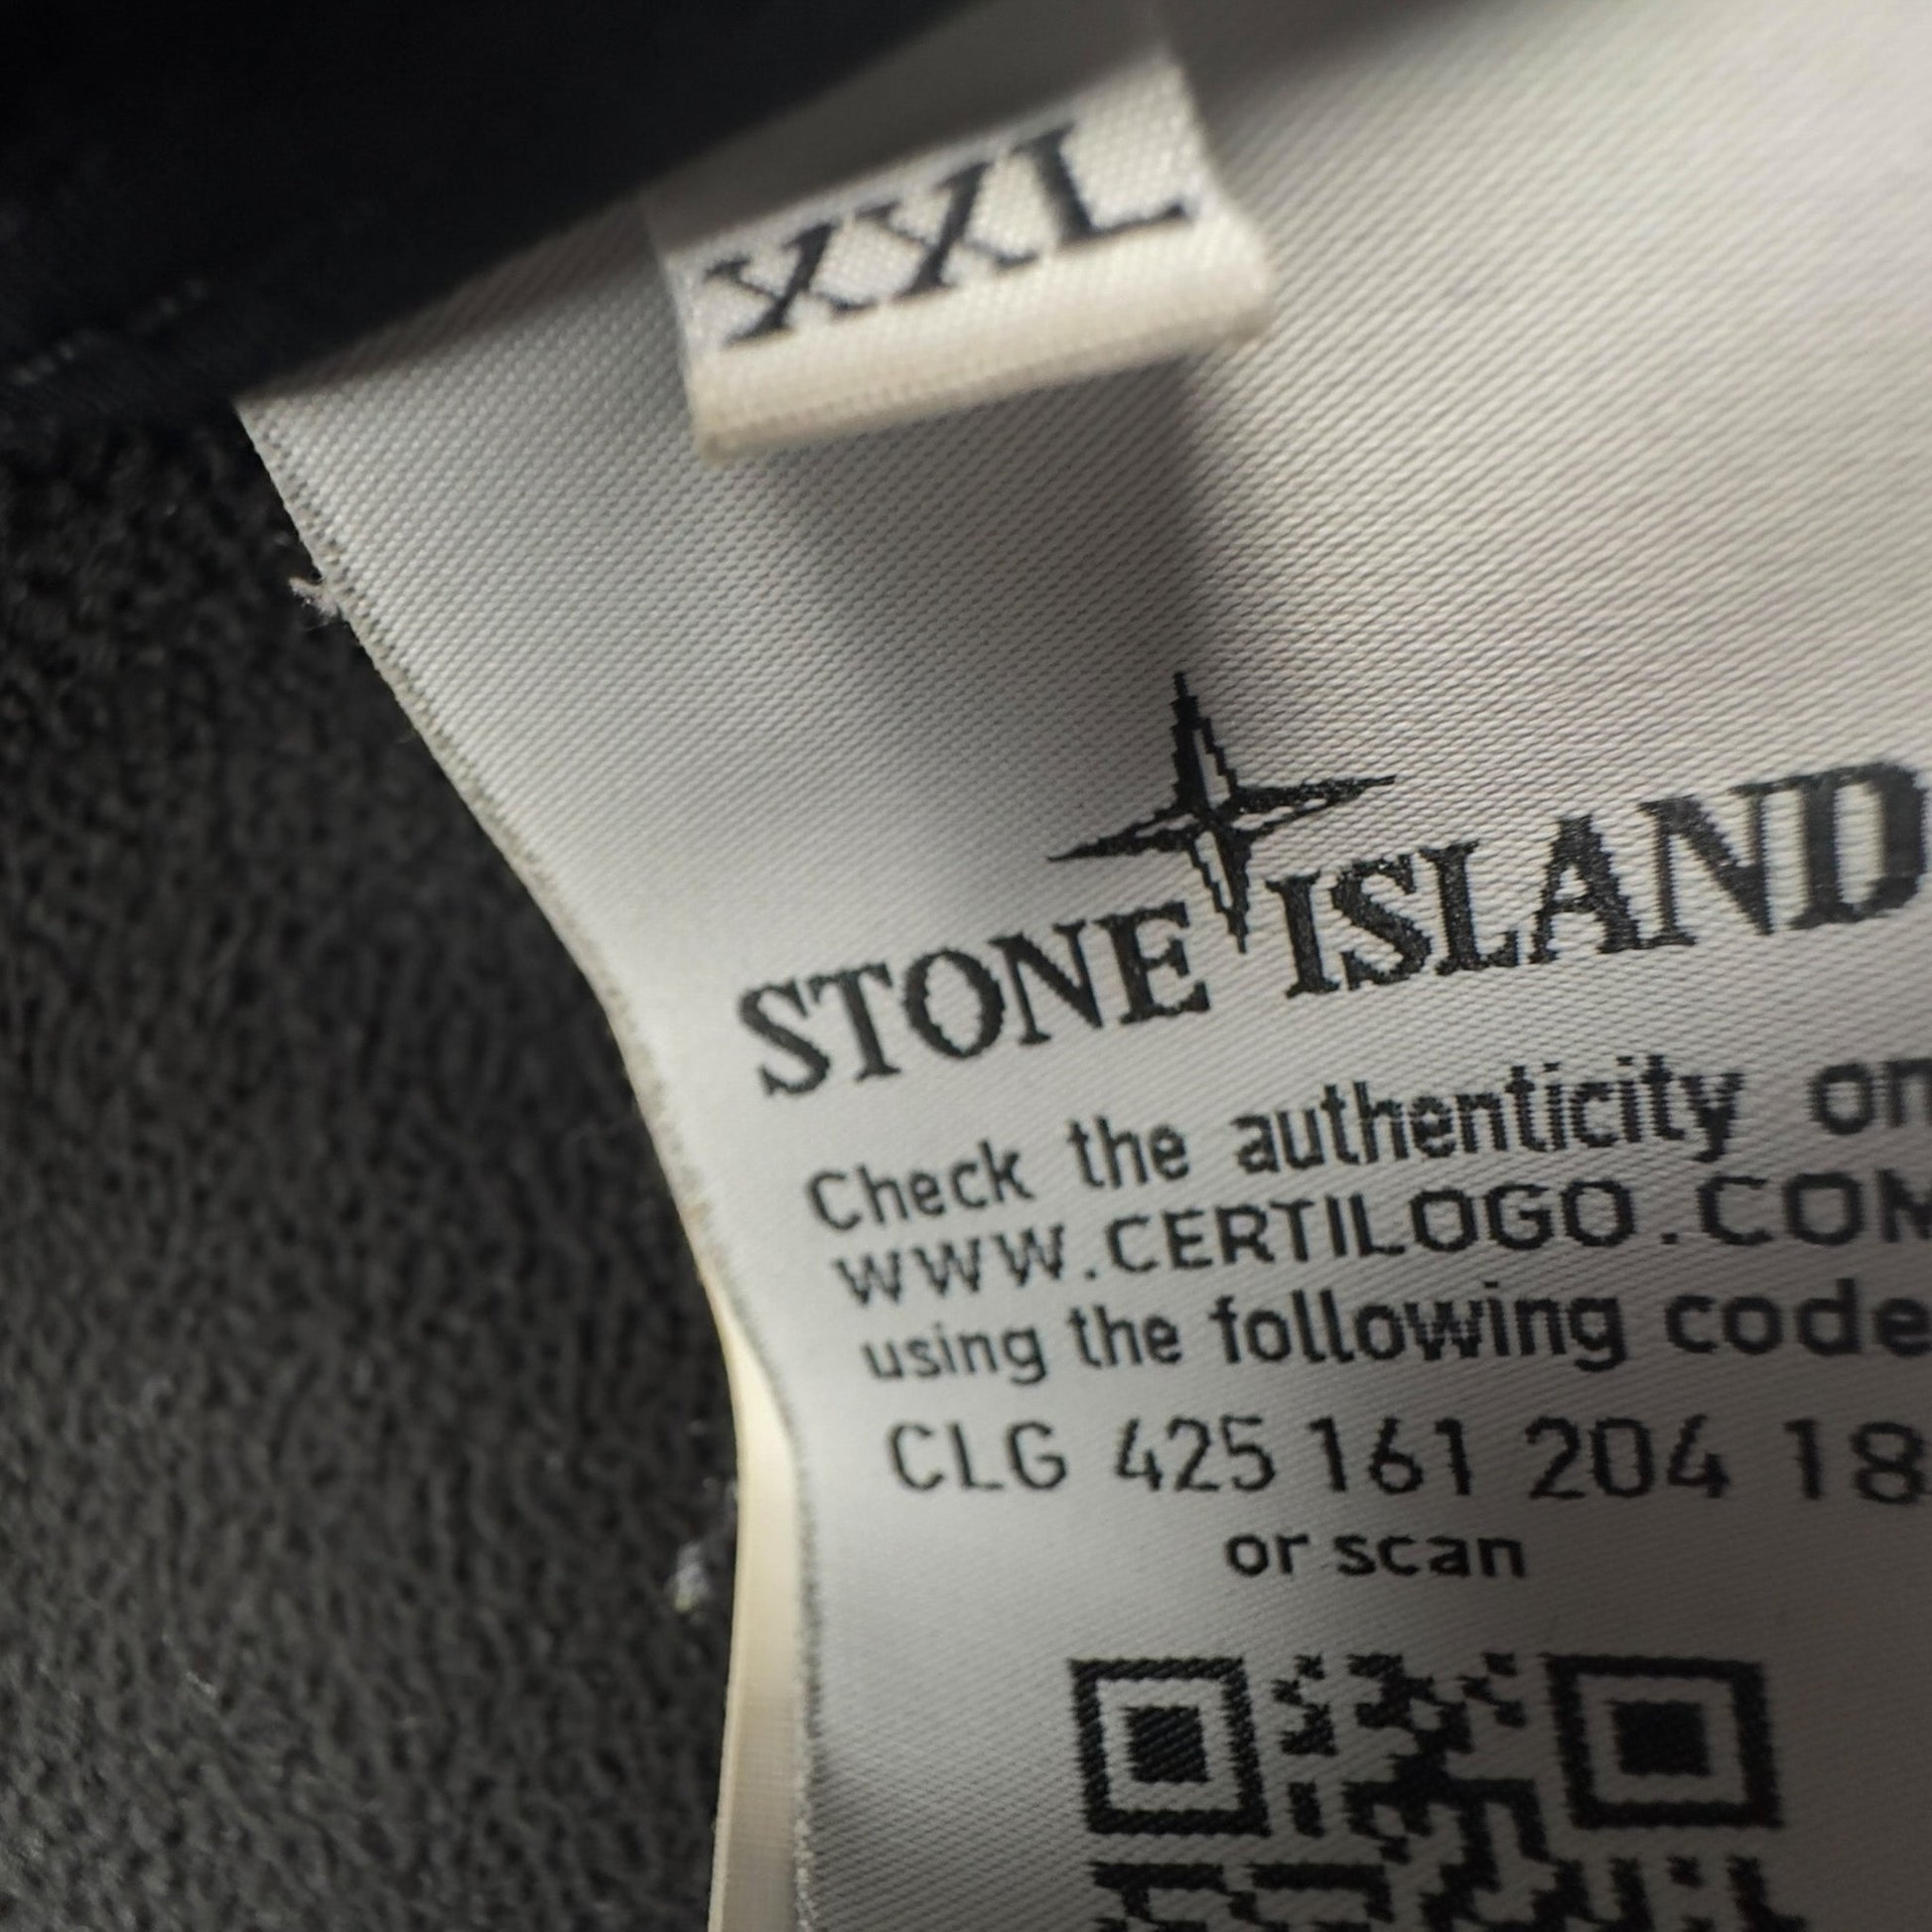 XXL
STONE ISLAND
Check the authenticity on
WWW.CERTILOGO.COM
using the following code
CLG 425 161 204 18
or scan